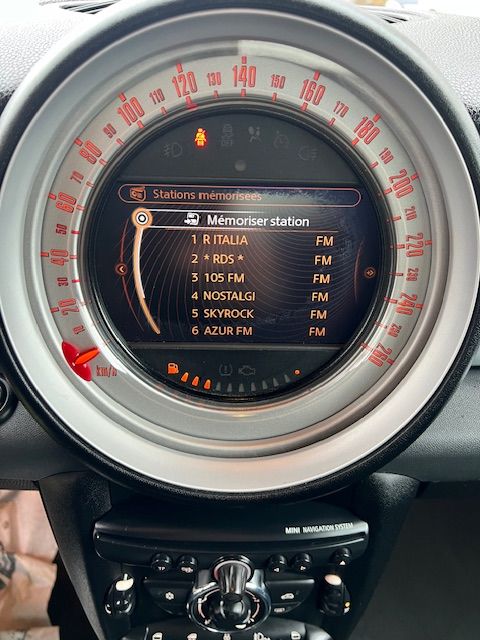 10
20
30
40
50
60
70
80
90
100
110
120
130
140
150
160
170
180
190
200
210
220
230
240
250
260
km/h
Stations mémorisées
Mémoriser station
1 R ITALIA FM
2 * RDS * FM
3 105 FM FM
4 NOSTALGI FM
5 SKYROCK FM
6 AZUR FM FM
MINI NAVIGATION SYSTEM
TP